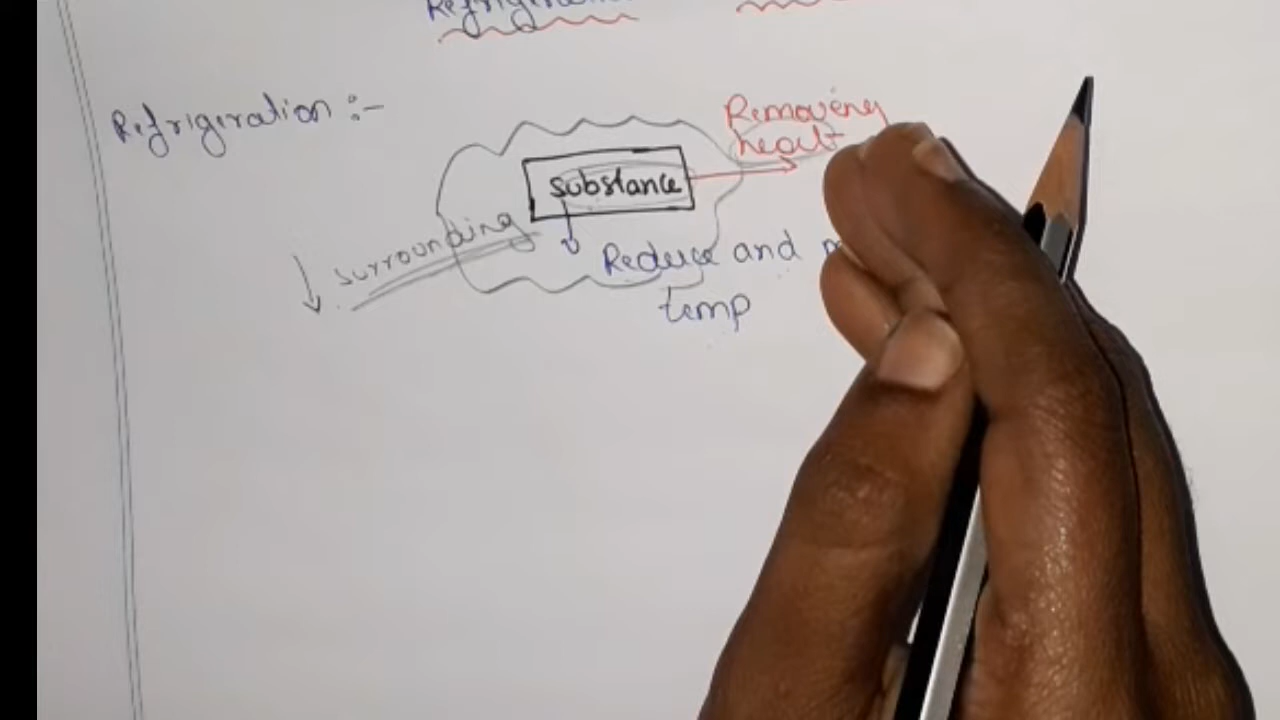 Refrigeration :-
Removing
heat
substance
surrounding
Reduce and
temp